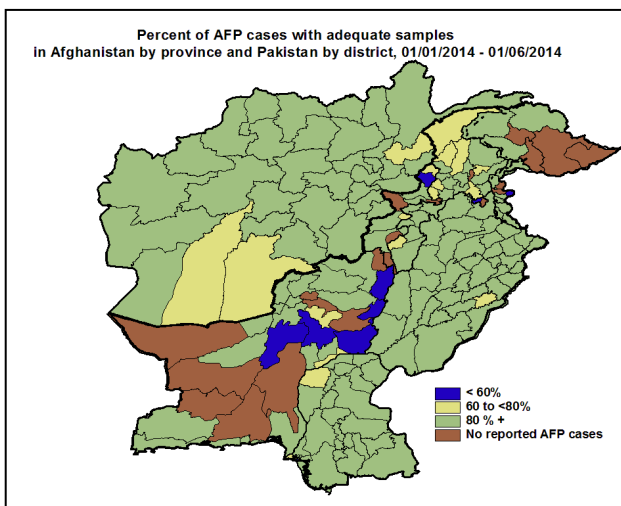 Percent of AFP cases with adequate samples
in Afghanistan by province and Pakistan by district, 01/01/2014 - 01/06/2014
< 60%
60 to <80%
80 % +
No reported AFP cases